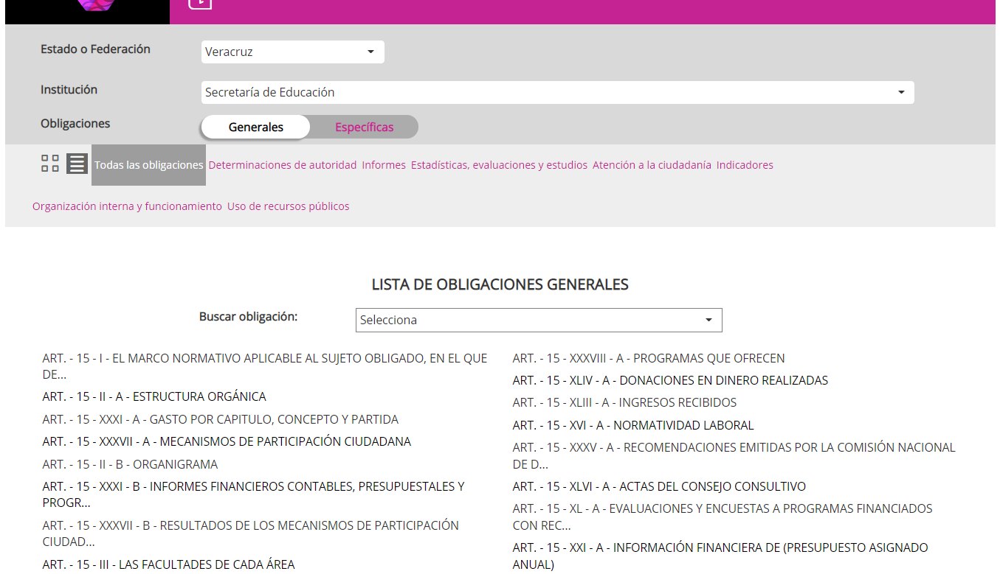 Estado o Federación
Veracruz
Institución
Secretaría de Educación
Obligaciones
Generales
Específicas
Todas las obligaciones Determinaciones de autoridad Informes Estadísticas, evaluaciones y estudios Atención a la ciudadanía Indicadores
Organización interna y funcionamiento Uso de recursos públicos
LISTA DE OBLIGACIONES GENERALES
Buscar obligación:
Selecciona
ART. - 15 - I - EL MARCO NORMATIVO APLICABLE AL SUJETO OBLIGADO, EN EL QUE
DE...
ART. - 15 - II - A - ESTRUCTURA ORGÁNICA
ART. - 15 - XXXI - A - GASTO POR CAPITULO, CONCEPTO Y PARTIDA
ART. - 15 - XXXVII - A - MECANISMOS DE PARTICIPACIÓN CIUDADANA
ART. - 15 - II - B - ORGANIGRAMA
ART. - 15 - XXXI - B - INFORMES FINANCIEROS CONTABLES, PRESUPUESTALES Y
PROGR...
ART. - 15 - XXXVII - B - RESULTADOS DE LOS MECANISMOS DE PARTICIPACIÓN
CIUDAD...
ART. - 15 - III - LAS FACULTADES DE CADA ÁREA
ART. - 15 - XXXVIII - A - PROGRAMAS QUE OFRECEN
ART. - 15 - XLIV - A - DONACIONES EN DINERO REALIZADAS
ART. - 15 - XLIII - A - INGRESOS RECIBIDOS
ART. - 15 - XVI - A - NORMATIVIDAD LABORAL
ART. - 15 - XXXV - A - RECOMENDACIONES EMITIDAS POR LA COMISIÓN NACIONAL
DE D...
ART. - 15 - XLVI - A - ACTAS DEL CONSEJO CONSULTIVO
ART. - 15 - XL - A - EVALUACIONES Y ENCUESTAS A PROGRAMAS FINANCIADOS
CON REC...
ART. - 15 - XXI - A - INFORMACIÓN FINANCIERA DE (PRESUPUESTO ASIGNADO
ANUAL)